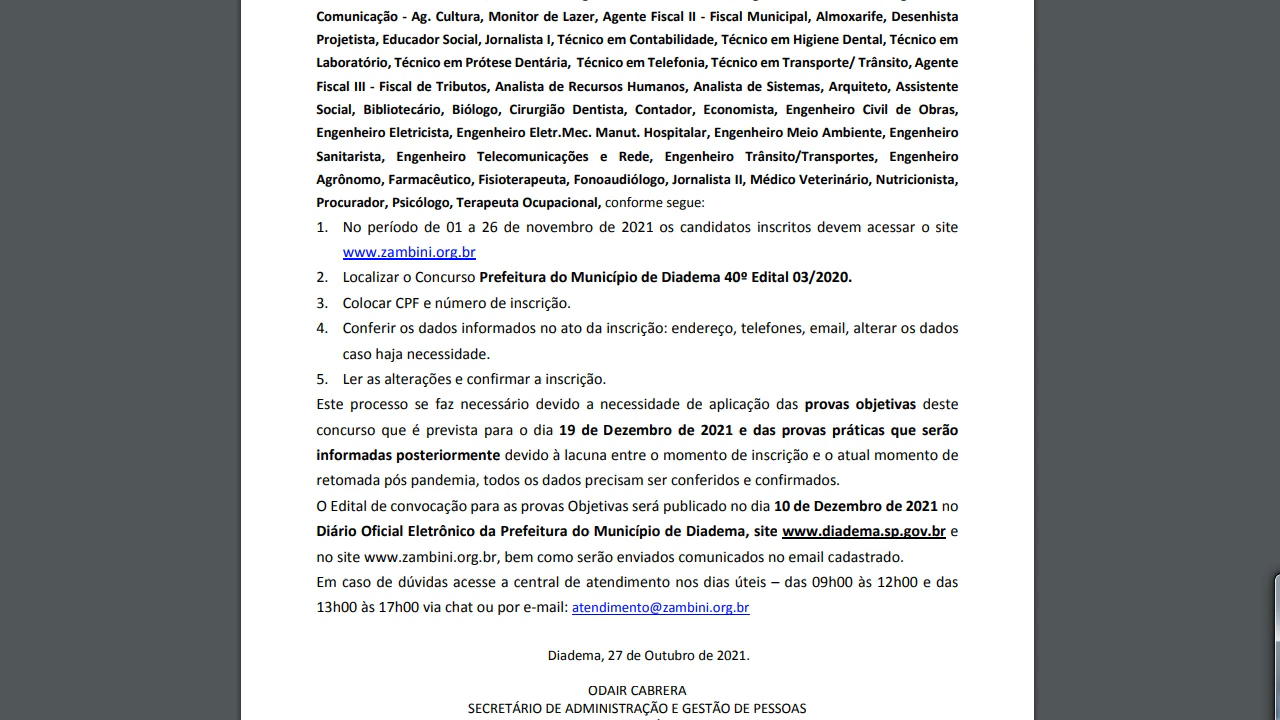 Comunicação - Ag. Cultura, Monitor de Lazer, Agente Fiscal II - Fiscal Municipal, Almoxarife, Desenhista
Projetista, Educador Social, Jornalista I, Técnico em Contabilidade, Técnico em Higiene Dental, Técnico em
Laboratório, Técnico em Prótese Dentária, Técnico em Telefonia, Técnico em Transporte/ Trânsito, Agente
Fiscal III - Fiscal de Tributos, Analista de Recursos Humanos, Analista de Sistemas, Arquiteto, Assistente
Social, Bibliotecário, Biólogo, Cirurgião Dentista, Contador, Economista, Engenheiro Civil de Obras,
Engenheiro Eletricista, Engenheiro Eletr.Mec. Manut. Hospitalar, Engenheiro Meio Ambiente, Engenheiro
Sanitarista, Engenheiro Telecomunicações e Rede, Engenheiro Trânsito/Transportes, Engenheiro
Agrônomo, Farmacêutico, Fisioterapeuta, Fonoaudiólogo, Jornalista II, Médico Veterinário, Nutricionista,
Procurador, Psicólogo, Terapeuta Ocupacional, conforme segue:
1. No período de 01 a 26 de novembro de 2021 os candidatos inscritos devem acessar o site
www.zambini.org.br
2. Localizar o Concurso Prefeitura do Município de Diadema 40º Edital 03/2020.
3. Colocar CPF e número de inscrição.
4. Conferir os dados informados no ato da inscrição: endereço, telefones, email, alterar os dados
caso haja necessidade.
5. Ler as alterações e confirmar a inscrição.
Este processo se faz necessário devido a necessidade de aplicação das provas objetivas deste
concurso que é prevista para o dia 19 de Dezembro de 2021 e das provas práticas que serão
informadas posteriormente devido à lacuna entre o momento de inscrição e o atual momento de
retomada pós pandemia, todos os dados precisam ser conferidos e confirmados.
O Edital de convocação para as provas Objetivas será publicado no dia 10 de Dezembro de 2021 no
Diário Oficial Eletrônico da Prefeitura do Município de Diadema, site www.diadema.sp.gov.br e
no site www.zambini.org.br, bem como serão enviados comunicados no email cadastrado.
Em caso de dúvidas acesse a central de atendimento nos dias úteis – das 09h00 às 12h00 e das
13h00 às 17h00 via chat ou por e-mail: atendimento@zambini.org.br
Diadema, 27 de Outubro de 2021.
ODAIR CABRERA
SECRETÁRIO DE ADMINISTRAÇÃO E GESTÃO DE PESSOAS